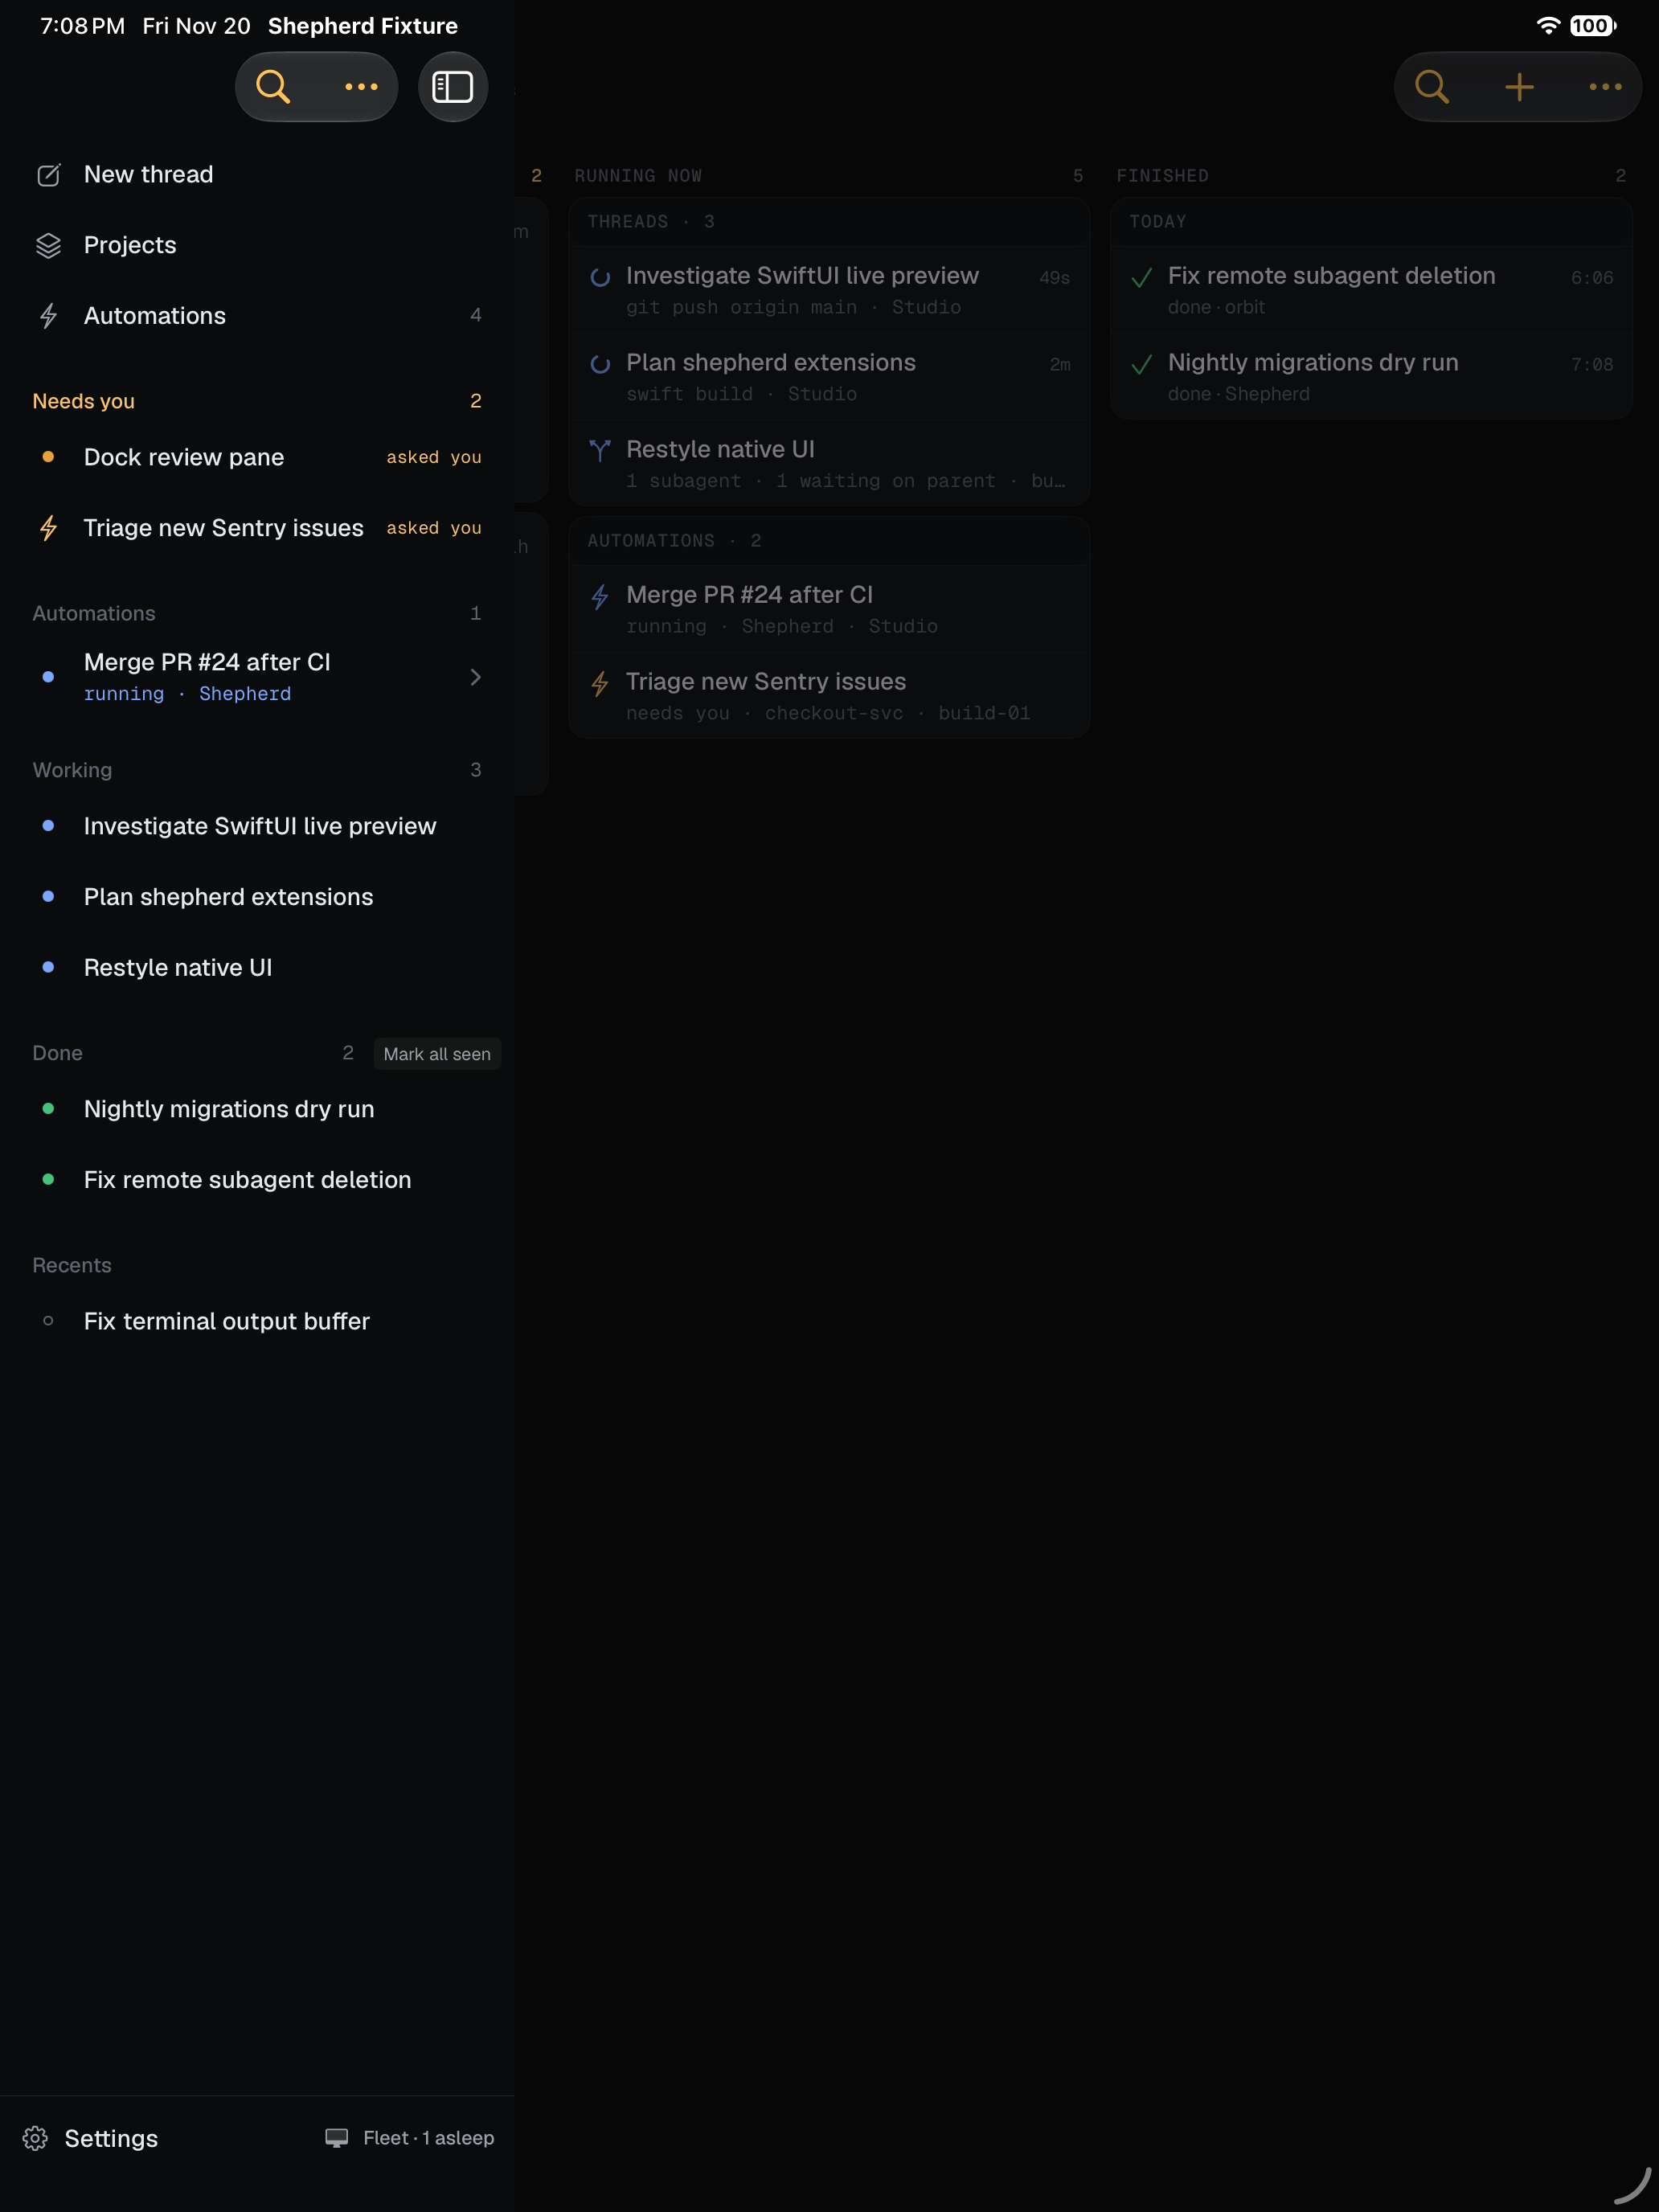 7:08 PM Fri Nov 20 Shepherd Fixture
100
New thread
Projects
Automations 4
Needs you 2
Dock review pane asked you
Triage new Sentry issues asked you
Automations 1
Merge PR #24 after CI
running · Shepherd
Working 3
Investigate SwiftUI live preview
Plan shepherd extensions
Restyle native UI
Done 2 Mark all seen
Nightly migrations dry run
Fix remote subagent deletion
Recents
Fix terminal output buffer
Settings
Fleet · 1 asleep
2
m
h
RUNNING NOW 5
THREADS · 3
Investigate SwiftUI live preview 49s
git push origin main · Studio
Plan shepherd extensions 2m
swift build · Studio
Restyle native UI
1 subagent · 1 waiting on parent · bu…
AUTOMATIONS · 2
Merge PR #24 after CI
running · Shepherd · Studio
Triage new Sentry issues
needs you · checkout-svc · build-01
FINISHED 2
TODAY
Fix remote subagent deletion 6:06
done · orbit
Nightly migrations dry run 7:08
done · Shepherd